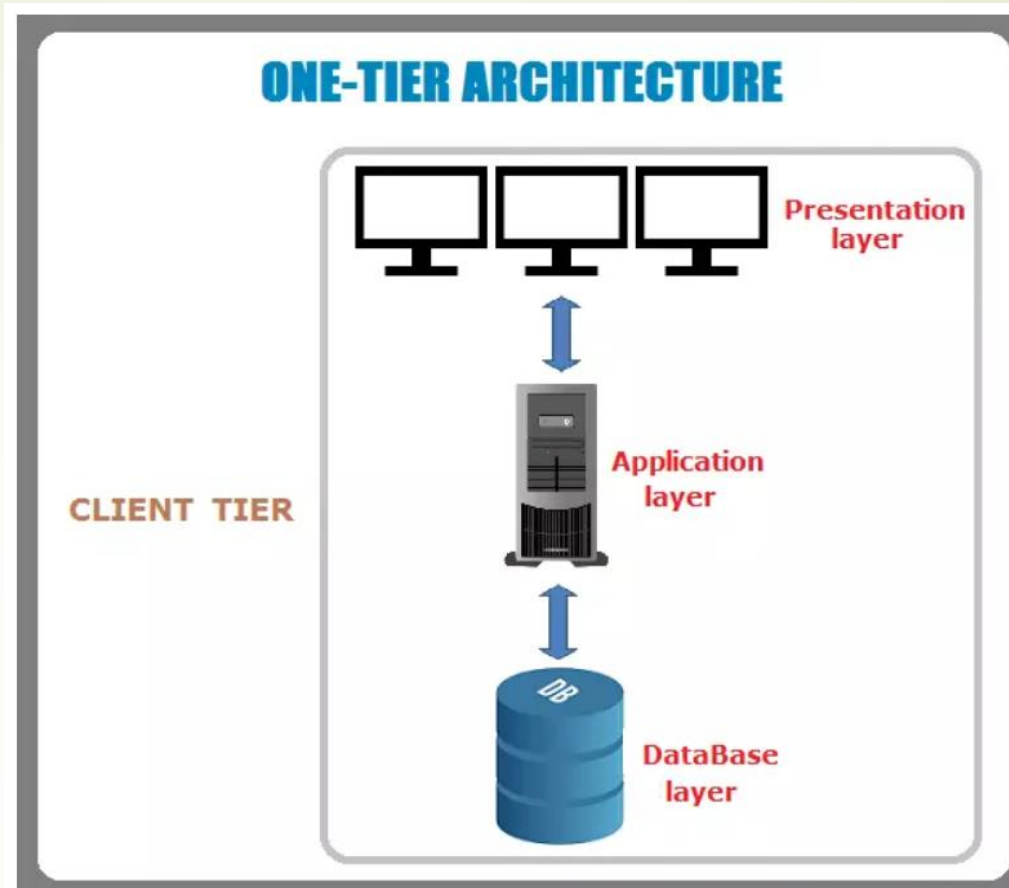 ONE-TIER ARCHITECTURE
Presentation
layer
Application
layer
CLIENT TIER
DB
DataBase
layer